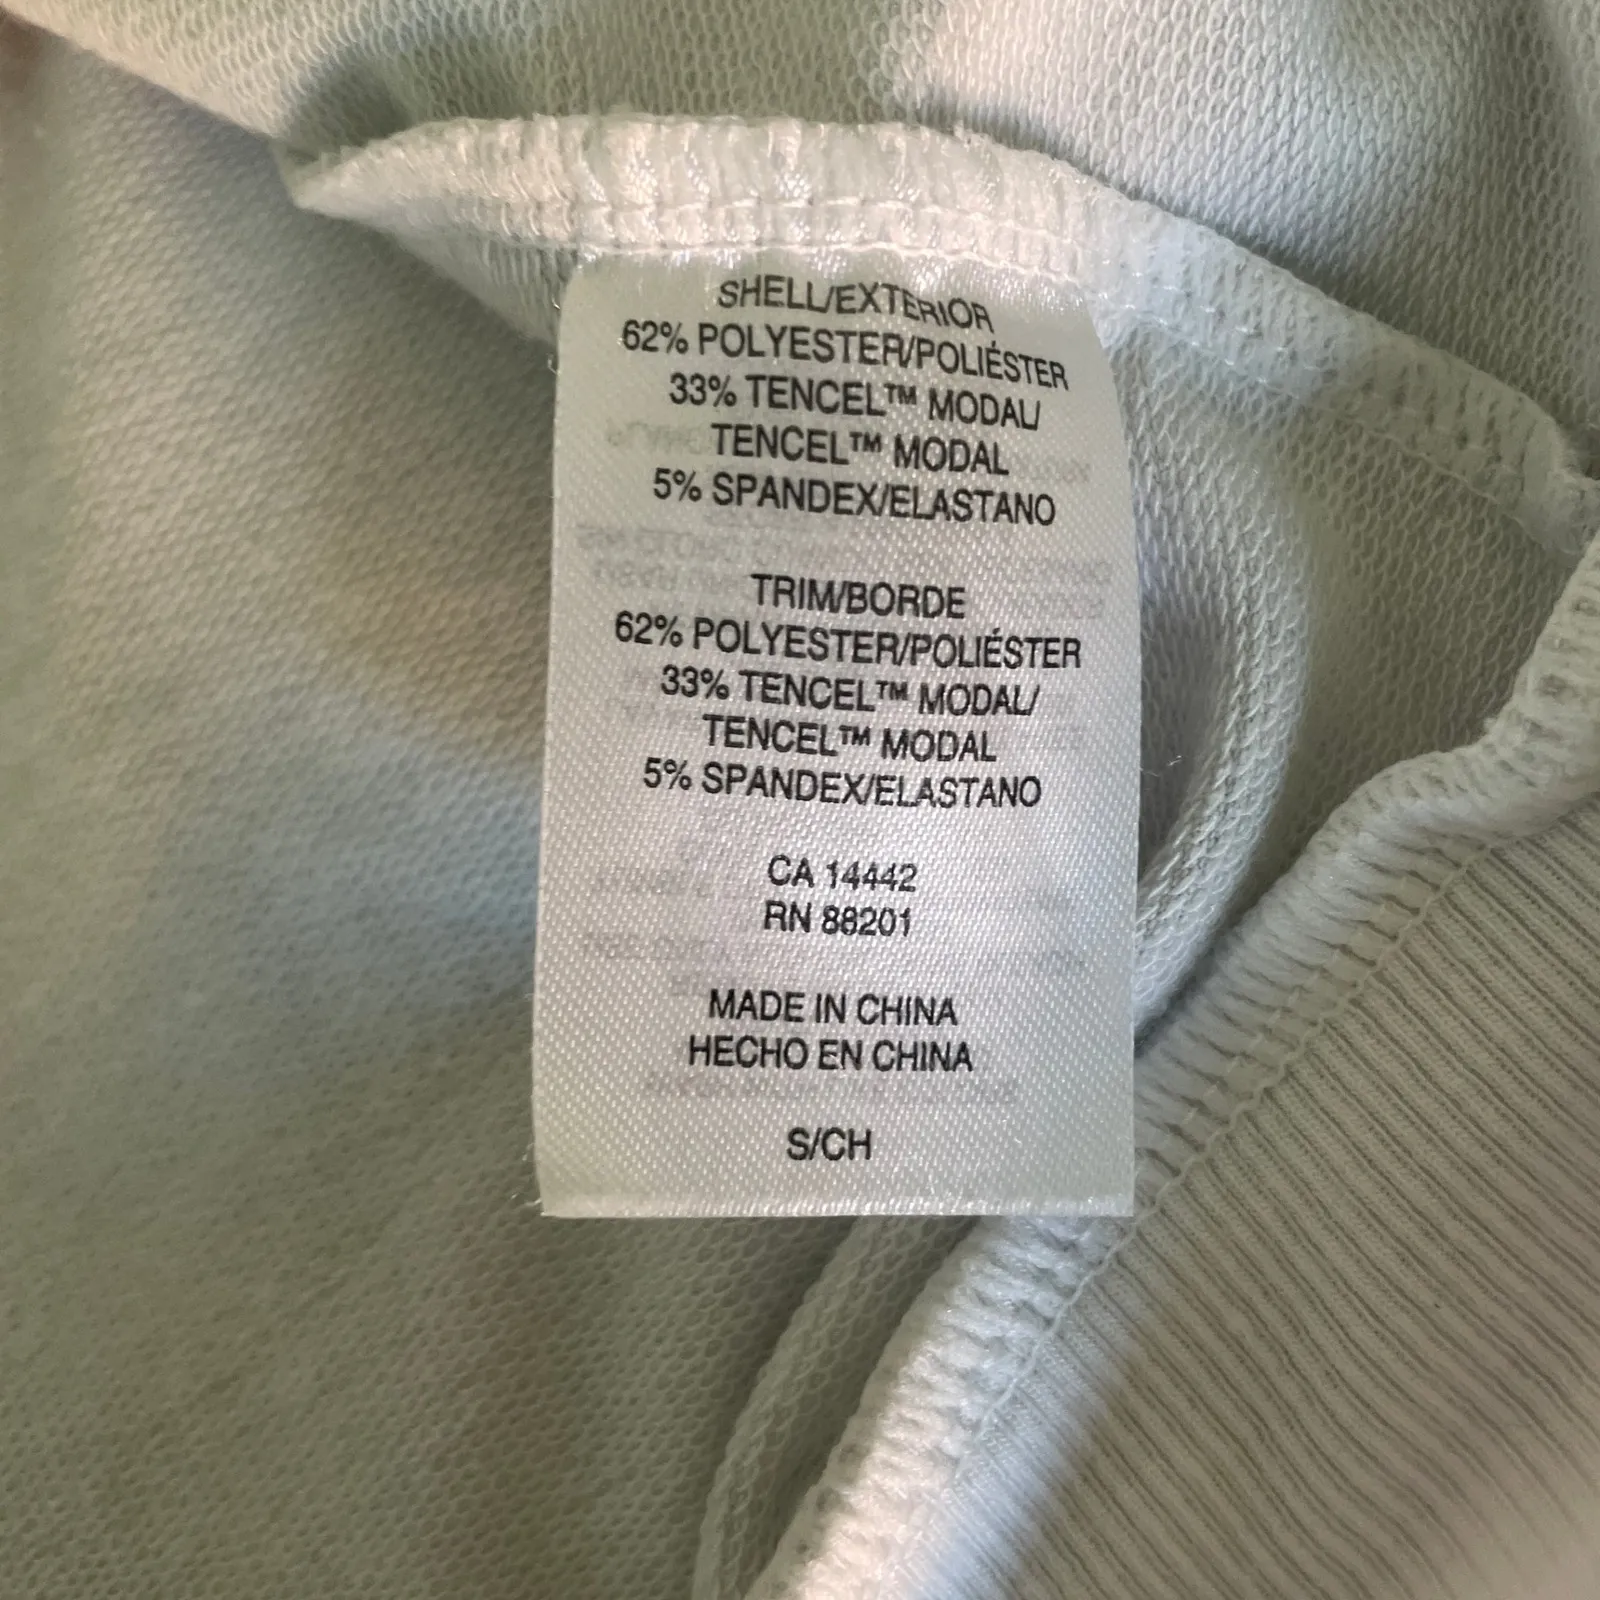 SHELL/EXTERIOR
62% POLYESTER/POLIÉSTER
33% TENCEL™ MODAL/
TENCEL™ MODAL
5% SPANDEX/ELASTANO
TRIM/BORDE
62% POLYESTER/POLIÉSTER
33% TENCEL™ MODAL/
TENCEL™ MODAL
5% SPANDEX/ELASTANO
CA 14442
RN 88201
MADE IN CHINA
HECHO EN CHINA
S/CH